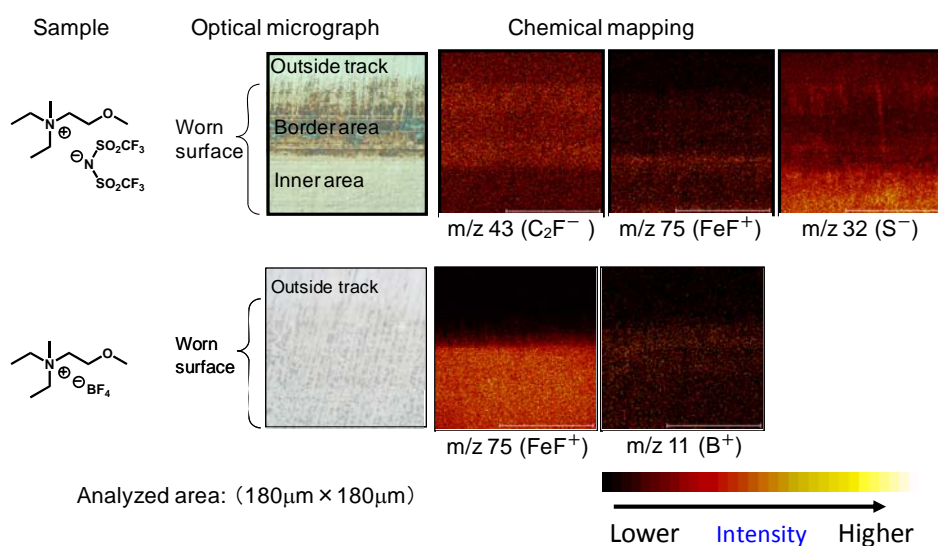 Sample
Optical micrograph
Chemical mapping
Outside track
Border area
Inner area
Worn
surface
N
O
⊕
⊖
N
SO₂CF₃
SO₂CF₃
m/z 43 (C₂F⁻ )
m/z 75 (FeF⁺)
m/z 32 (S⁻)
Outside track
Worn
surface
N
O
⊕
⊖
BF₄
m/z 75 (FeF⁺)
m/z 11 (B⁺)
Analyzed area: (180μm × 180μm)
Lower
Intensity
Higher